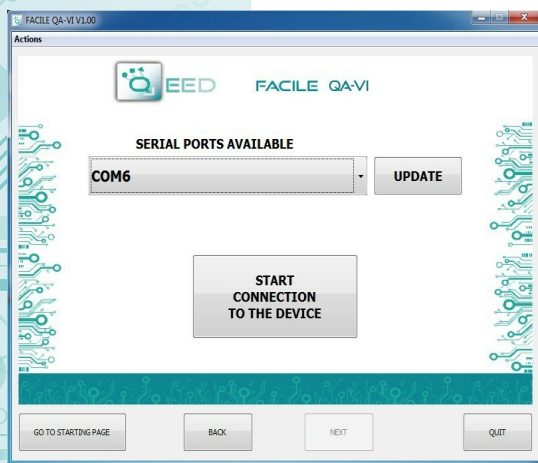 FACILE QA-VI V1.00
Actions
QEED FACILE QA-VI
SERIAL PORTS AVAILABLE
COM6 UPDATE
START
CONNECTION
TO THE DEVICE
GO TO STARTING PAGE BACK NEXT QUIT